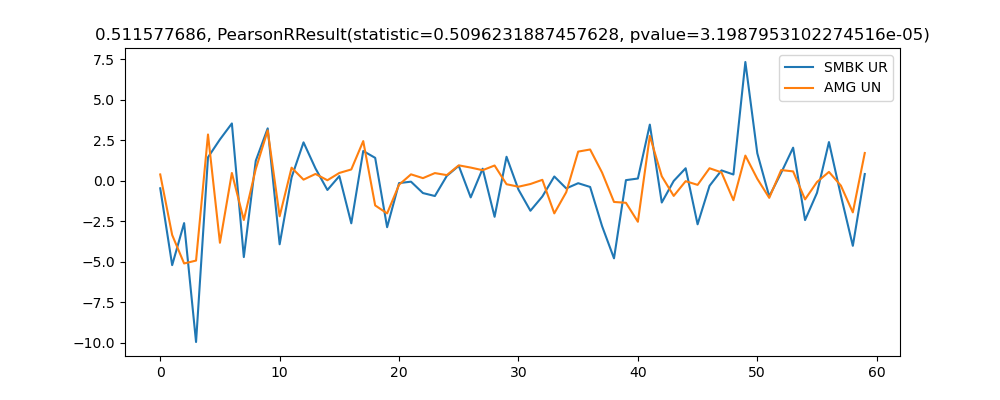 0.511577686, PearsonRResult(statistic=0.5096231887457628, pvalue=3.1987953102274516e-05)
SMBK UR
AMG UN
7.5
5.0
2.5
0.0
−2.5
−5.0
−7.5
−10.0
0 10 20 30 40 50 60